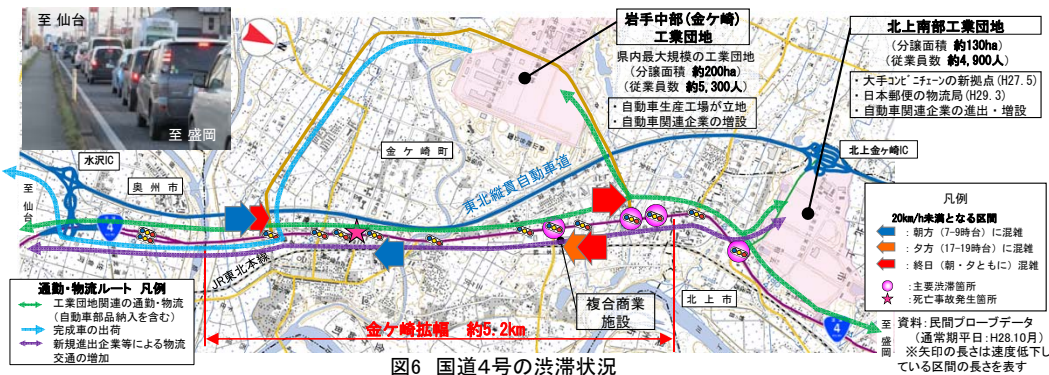 至 仙台
至 盛岡
岩手中部(金ケ崎)
工業団地
県内最大規模の工業団地
(分譲面積 約200ha)
(従業員数 約5,300人)
・自動車生産工場が立地
・自動車関連企業の増設
北上南部工業団地
(分譲面積 約130ha)
(従業員数 約4,900人)
・大手コンビニチェーンの新拠点(H27.5)
・日本郵便の物流局(H29.3)
・自動車関連企業の進出・増設
水沢IC
奥州市
金ケ崎町
東北縦貫自動車道
北上金ヶ崎IC
至 仙台
4
JR東北本線
複合商業
施設
北上市
4
至 盛岡
金ケ崎拡幅 約5.2km
通勤・物流ルート 凡例
工業団地関連の通勤・物流
(自動車部品納入を含む)
完成車の出荷
新規進出企業等による物流
交通の増加
凡例
20km/h未満となる区間
:朝方(7-9時台)に混雑
:夕方(17-19時台)に混雑
:終日(朝・夕ともに)混雑
:主要渋滞箇所
:死亡事故発生箇所
資料:民間プローブデータ
(通常期平日:H28.10月)
※矢印の長さは速度低下し
ている区間の長さを表す
図6 国道4号の渋滞状況